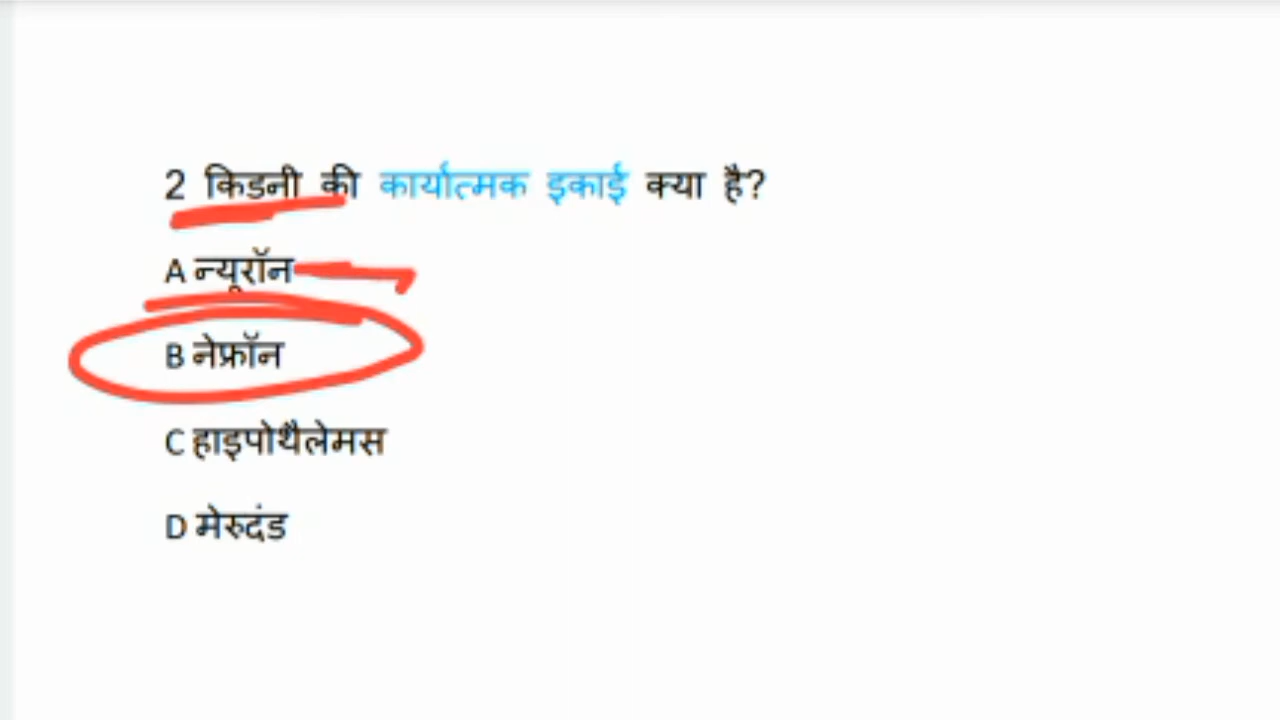 2 किडनी की कार्यात्मक इकाई क्या है?
A न्यूरॉन
B नेफ्रॉन
C हाइपोथैलेमस
D मेरुदंड